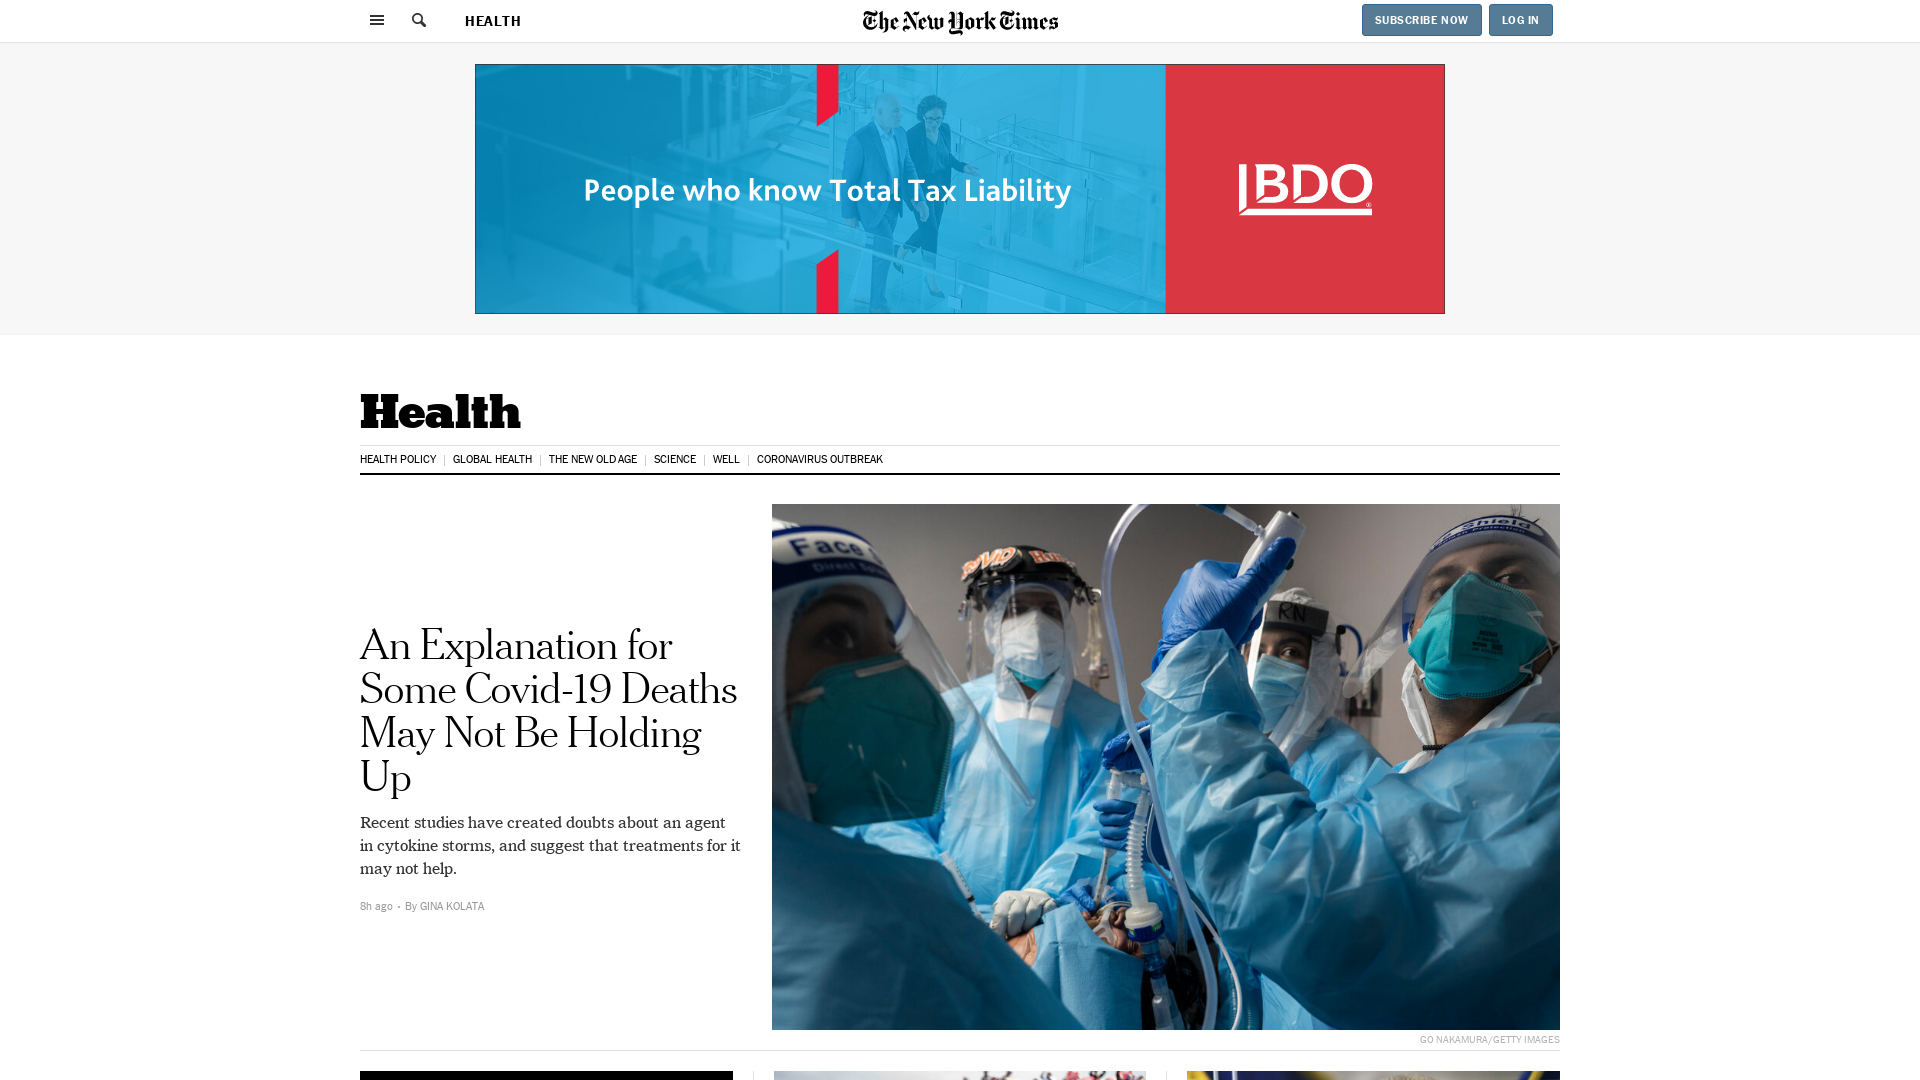 HEALTH
The New York Times
SUBSCRIBE NOW
LOG IN
People who know Total Tax Liability
BDO
Health
HEALTH POLICY
GLOBAL HEALTH
THE NEW OLD AGE
SCIENCE
WELL
CORONAVIRUS OUTBREAK
An Explanation for
Some Covid-19 Deaths
May Not Be Holding
Up
Recent studies have created doubts about an agent
in cytokine storms, and suggest that treatments for it
may not help.
8h ago • By GINA KOLATA
Face
Shield
RN
GO NAKAMURA/GETTY IMAGES